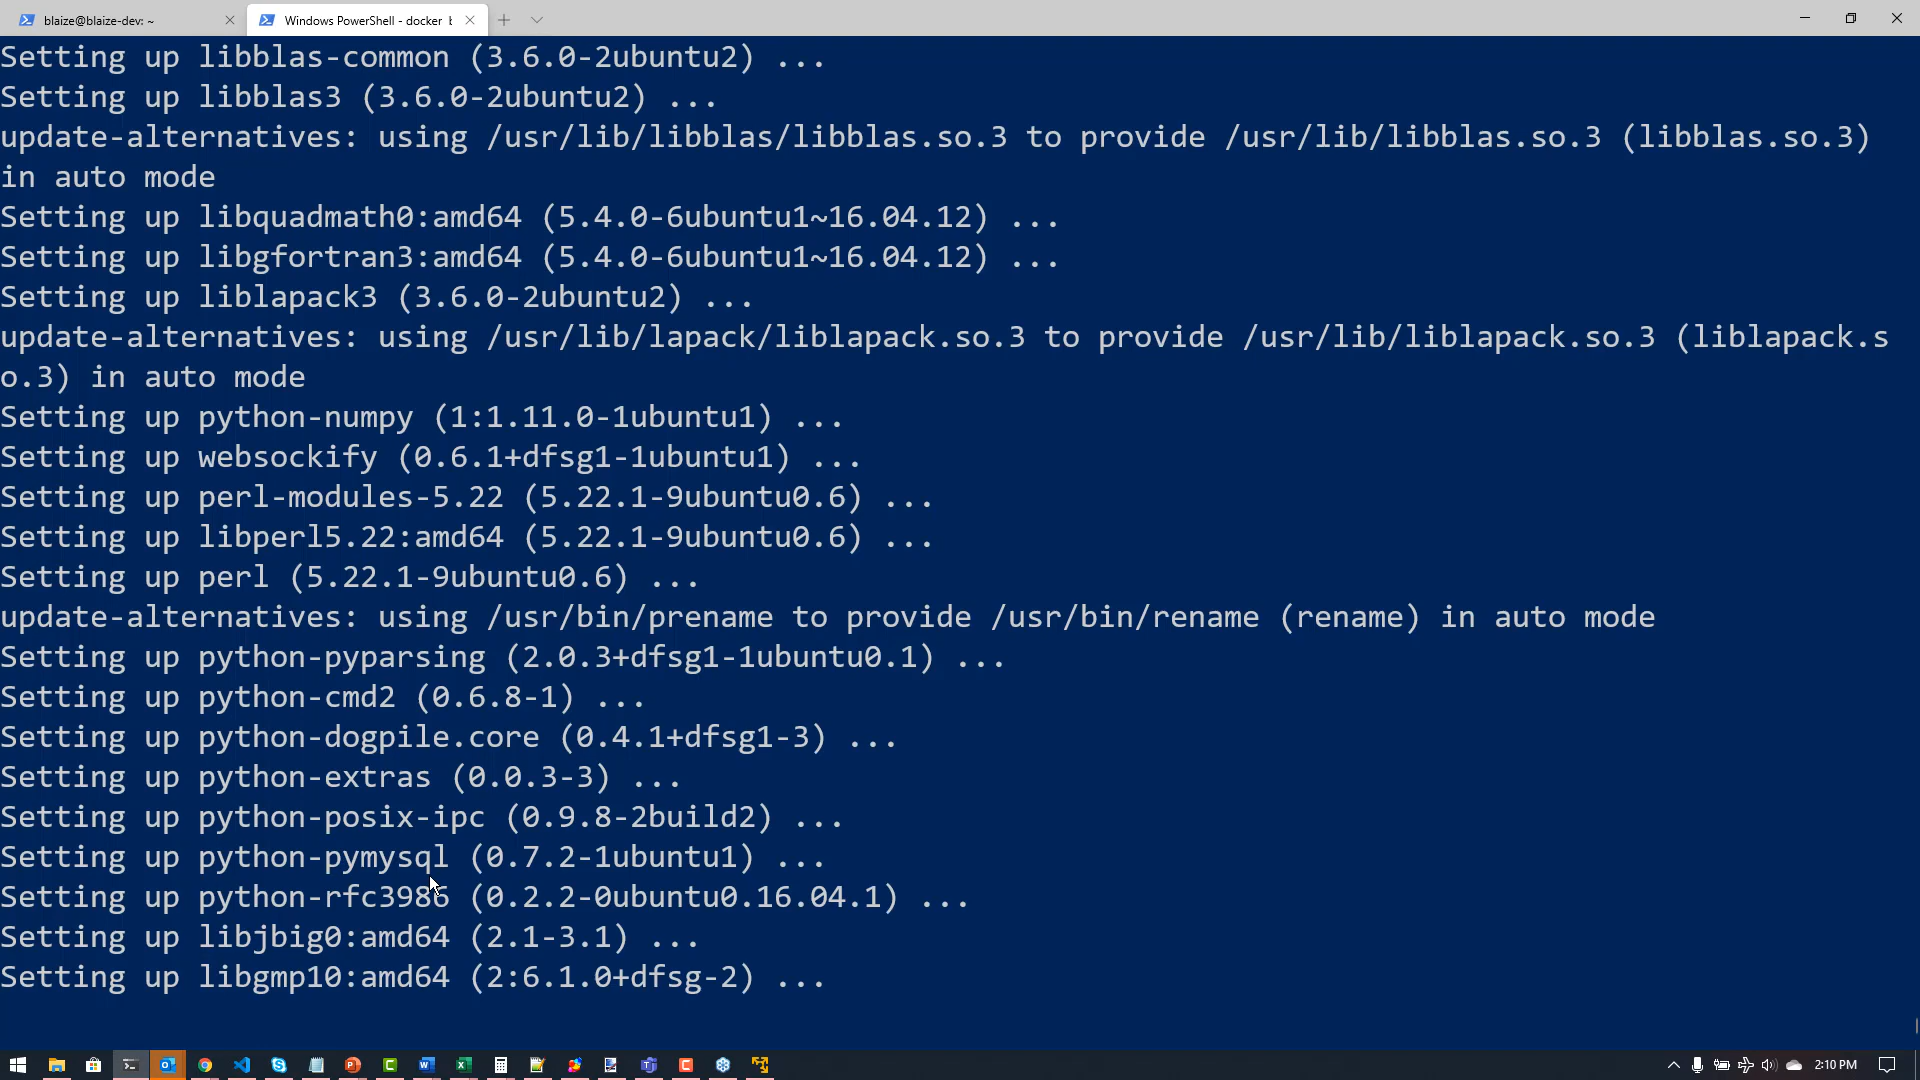 blaize@blaize-dev: ~
Windows PowerShell - docker b
Setting up libblas-common (3.6.0-2ubuntu2) ...
Setting up libblas3 (3.6.0-2ubuntu2) ...
update-alternatives: using /usr/lib/libblas/libblas.so.3 to provide /usr/lib/libblas.so.3 (libblas.so.3)
in auto mode
Setting up libquadmath0:amd64 (5.4.0-6ubuntu1~16.04.12) ...
Setting up libgfortran3:amd64 (5.4.0-6ubuntu1~16.04.12) ...
Setting up liblapack3 (3.6.0-2ubuntu2) ...
update-alternatives: using /usr/lib/lapack/liblapack.so.3 to provide /usr/lib/liblapack.so.3 (liblapack.s
o.3) in auto mode
Setting up python-numpy (1:1.11.0-1ubuntu1) ...
Setting up websockify (0.6.1+dfsg1-1ubuntu1) ...
Setting up perl-modules-5.22 (5.22.1-9ubuntu0.6) ...
Setting up libperl5.22:amd64 (5.22.1-9ubuntu0.6) ...
Setting up perl (5.22.1-9ubuntu0.6) ...
update-alternatives: using /usr/bin/prename to provide /usr/bin/rename (rename) in auto mode
Setting up python-pyparsing (2.0.3+dfsg1-1ubuntu0.1) ...
Setting up python-cmd2 (0.6.8-1) ...
Setting up python-dogpile.core (0.4.1+dfsg1-3) ...
Setting up python-extras (0.0.3-3) ...
Setting up python-posix-ipc (0.9.8-2build2) ...
Setting up python-pymysql (0.7.2-1ubuntu1) ...
Setting up python-rfc3986 (0.2.2-0ubuntu0.16.04.1) ...
Setting up libjbig0:amd64 (2.1-3.1) ...
Setting up libgmp10:amd64 (2:6.1.0+dfsg-2) ...
2:10 PM